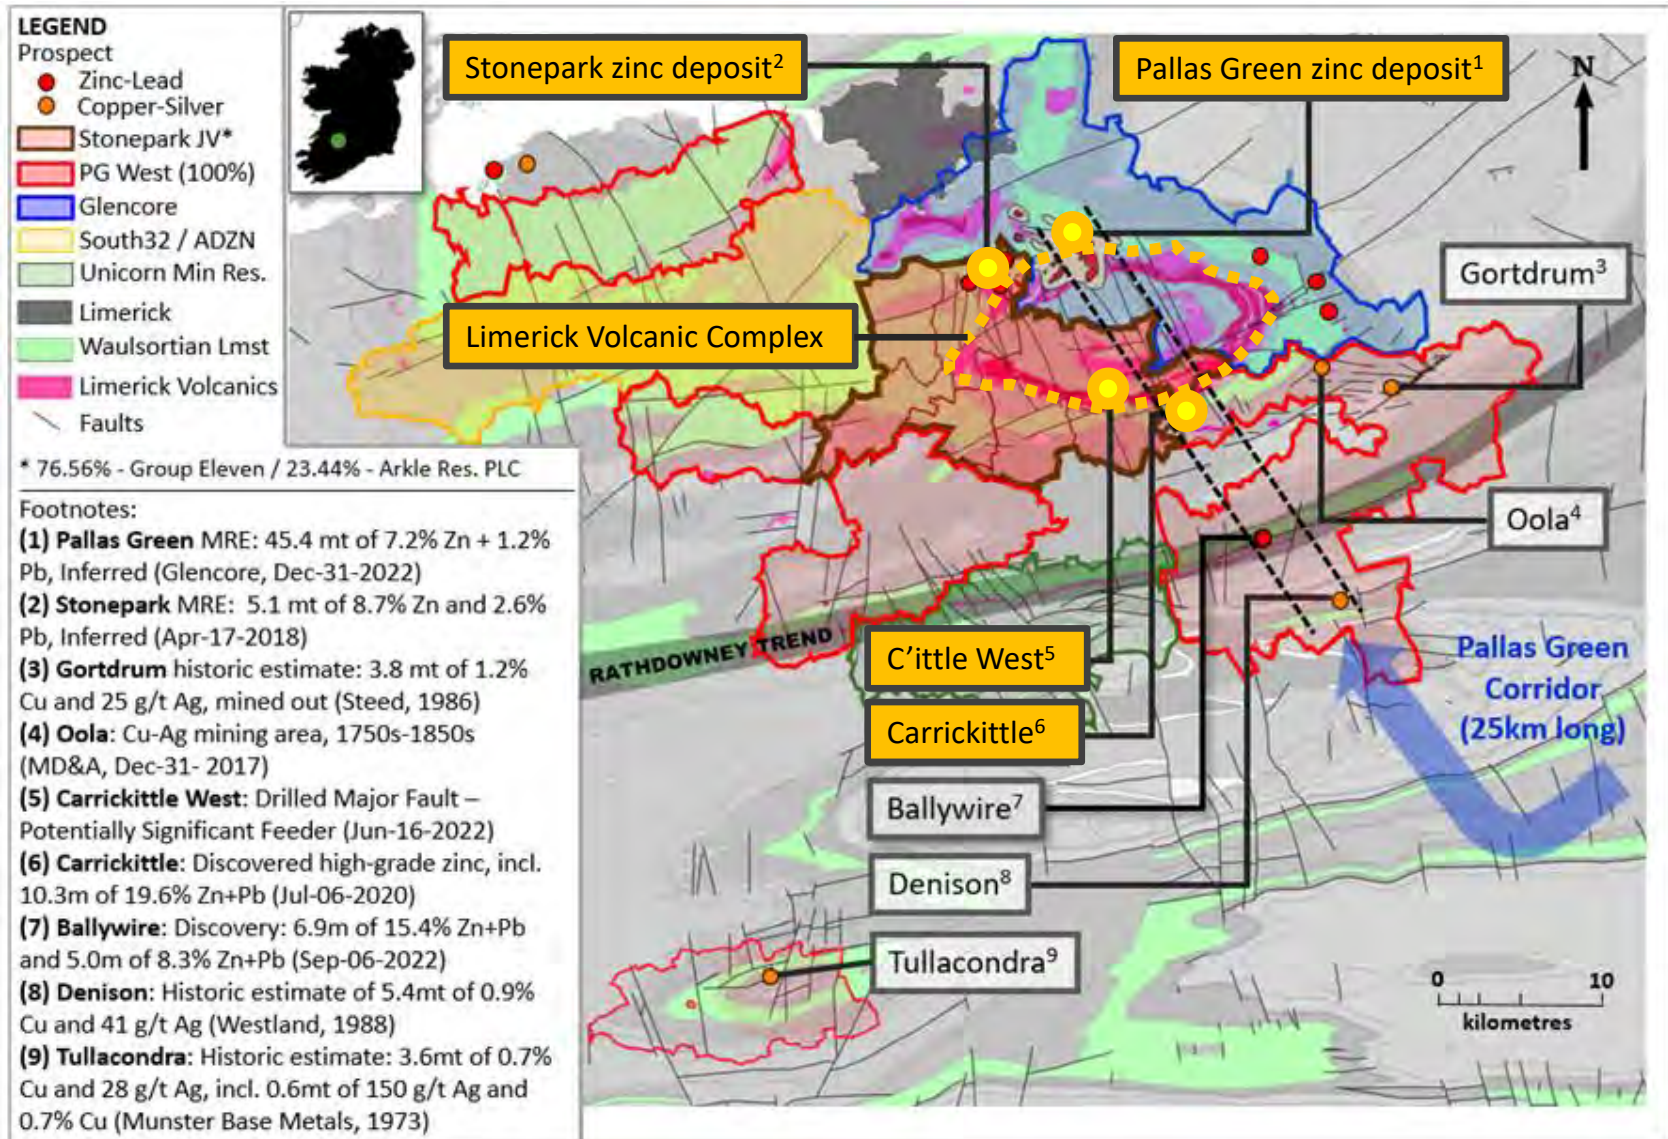 LEGEND
Prospect
Zinc-Lead
Copper-Silver
Stonepark JV*
PG West (100%)
Glencore
South32 / ADZN
Unicorn Min Res.
Limerick
Waulsortian Lmst
Limerick Volcanics
Faults
* 76.56% - Group Eleven / 23.44% - Arkle Res. PLC
Footnotes:
(1) Pallas Green MRE: 45.4 mt of 7.2% Zn + 1.2%
Pb, Inferred (Glencore, Dec-31-2022)
(2) Stonepark MRE: 5.1 mt of 8.7% Zn and 2.6%
Pb, Inferred (Apr-17-2018)
(3) Gortdrum historic estimate: 3.8 mt of 1.2%
Cu and 25 g/t Ag, mined out (Steed, 1986)
(4) Oola: Cu-Ag mining area, 1750s-1850s
(MD&A, Dec-31- 2017)
(5) Carrickittle West: Drilled Major Fault –
Potentially Significant Feeder (Jun-16-2022)
(6) Carrickittle: Discovered high-grade zinc, incl.
10.3m of 19.6% Zn+Pb (Jul-06-2020)
(7) Ballywire: Discovery: 6.9m of 15.4% Zn+Pb
and 5.0m of 8.3% Zn+Pb (Sep-06-2022)
(8) Denison: Historic estimate of 5.4mt of 0.9%
Cu and 41 g/t Ag (Westland, 1988)
(9) Tullacondra: Historic estimate: 3.6mt of 0.7%
Cu and 28 g/t Ag, incl. 0.6mt of 150 g/t Ag and
0.7% Cu (Munster Base Metals, 1973)
Stonepark zinc deposit²
Pallas Green zinc deposit¹
N
Gortdrum³
Limerick Volcanic Complex
Oola⁴
RATHDOWNEY TREND
C’ittle West⁵
Pallas Green
Corridor
(25km long)
Carrickittle⁶
Ballywire⁷
Denison⁸
Tullacondra⁹
0 10
kilometres